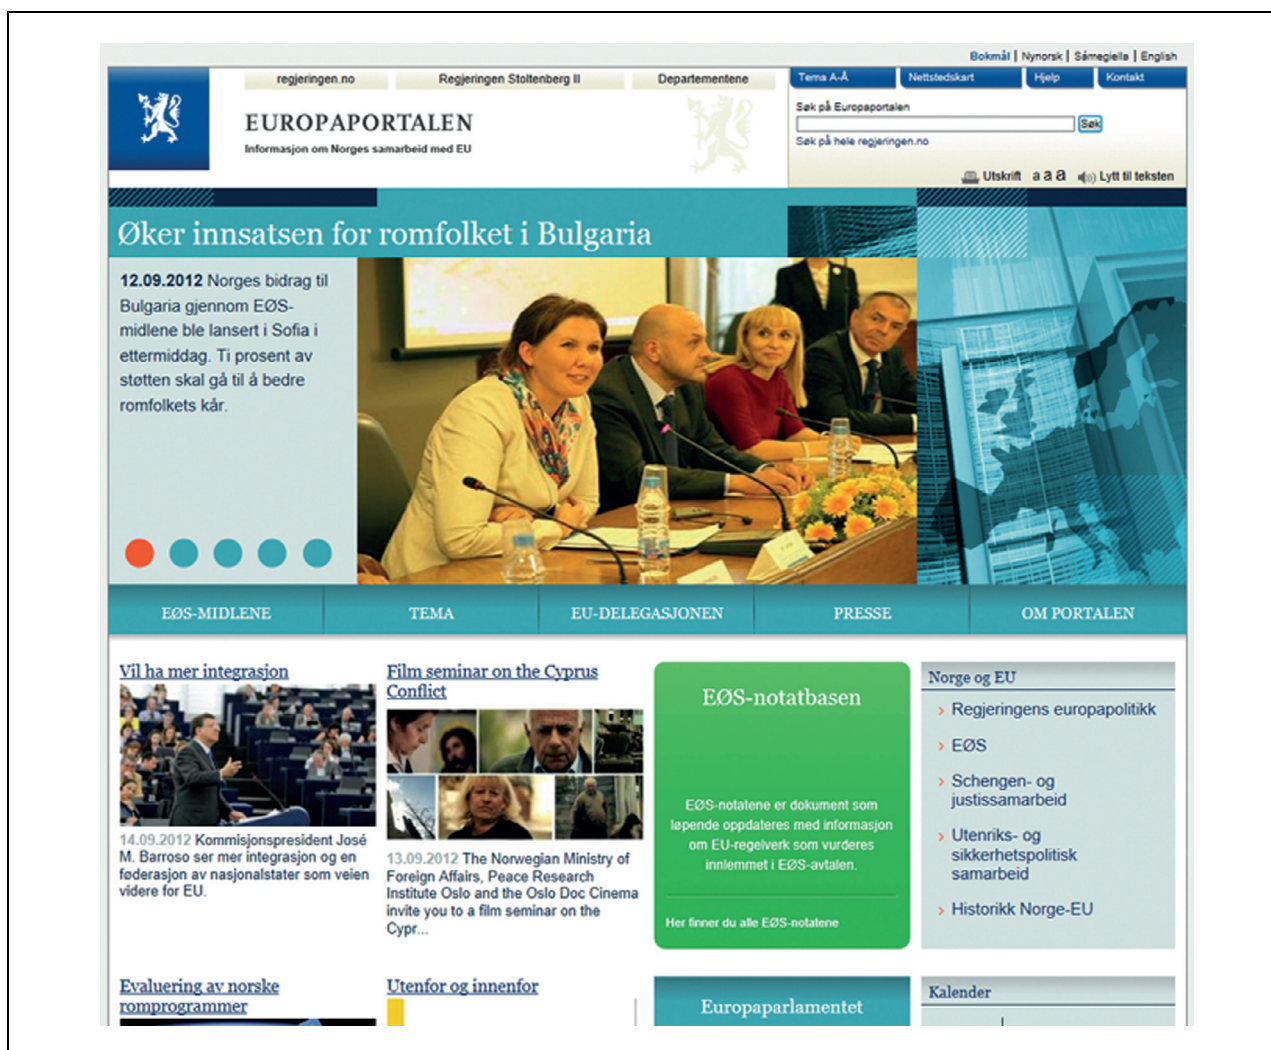 Bokmål | Nynorsk | Sámegiella | English
regjeringen.no
Regjeringen Stoltenberg II
Departementene
Tema A-Å
Nettstedskart
Hjelp
Kontakt
EUROPAPORTALEN
Informasjon om Norges samarbeid med EU
Søk på Europaportalen
Søk
Søk på hele regjeringen.no
Utskrift a a a Lytt til teksten
Øker innsatsen for romfolket i Bulgaria
12.09.2012 Norges bidrag til
Bulgaria gjennom EØS-
midlene ble lansert i Sofia i
ettermiddag. Ti prosent av
støtten skal gå til å bedre
romfolkets kår.
EØS-MIDLENE
TEMA
EU-DELEGASJONEN
PRESSE
OM PORTALEN
Vil ha mer integrasjon
14.09.2012 Kommisjonspresident José
M. Barroso ser mer integrasjon og en
føderasjon av nasjonalstater som veien
videre for EU.
Film seminar on the Cyprus
Conflict
13.09.2012 The Norwegian Ministry of
Foreign Affairs, Peace Research
Institute Oslo and the Oslo Doc Cinema
invite you to a film seminar on the
Cypr...
EØS-notatbasen
EØS-notatene er dokument som
løpende oppdateres med informasjon
om EU-regelverk som vurderes
innlemmet i EØS-avtalen.
Her finner du alle EØS-notatene
Norge og EU
› Regjeringens europapolitikk
› EØS
› Schengen- og
justissamarbeid
› Utenriks- og
sikkerhetspolitisk
samarbeid
› Historikk Norge-EU
Evaluering av norske
romprogrammer
Utenfor og innenfor
Europaparlamentet
Kalender